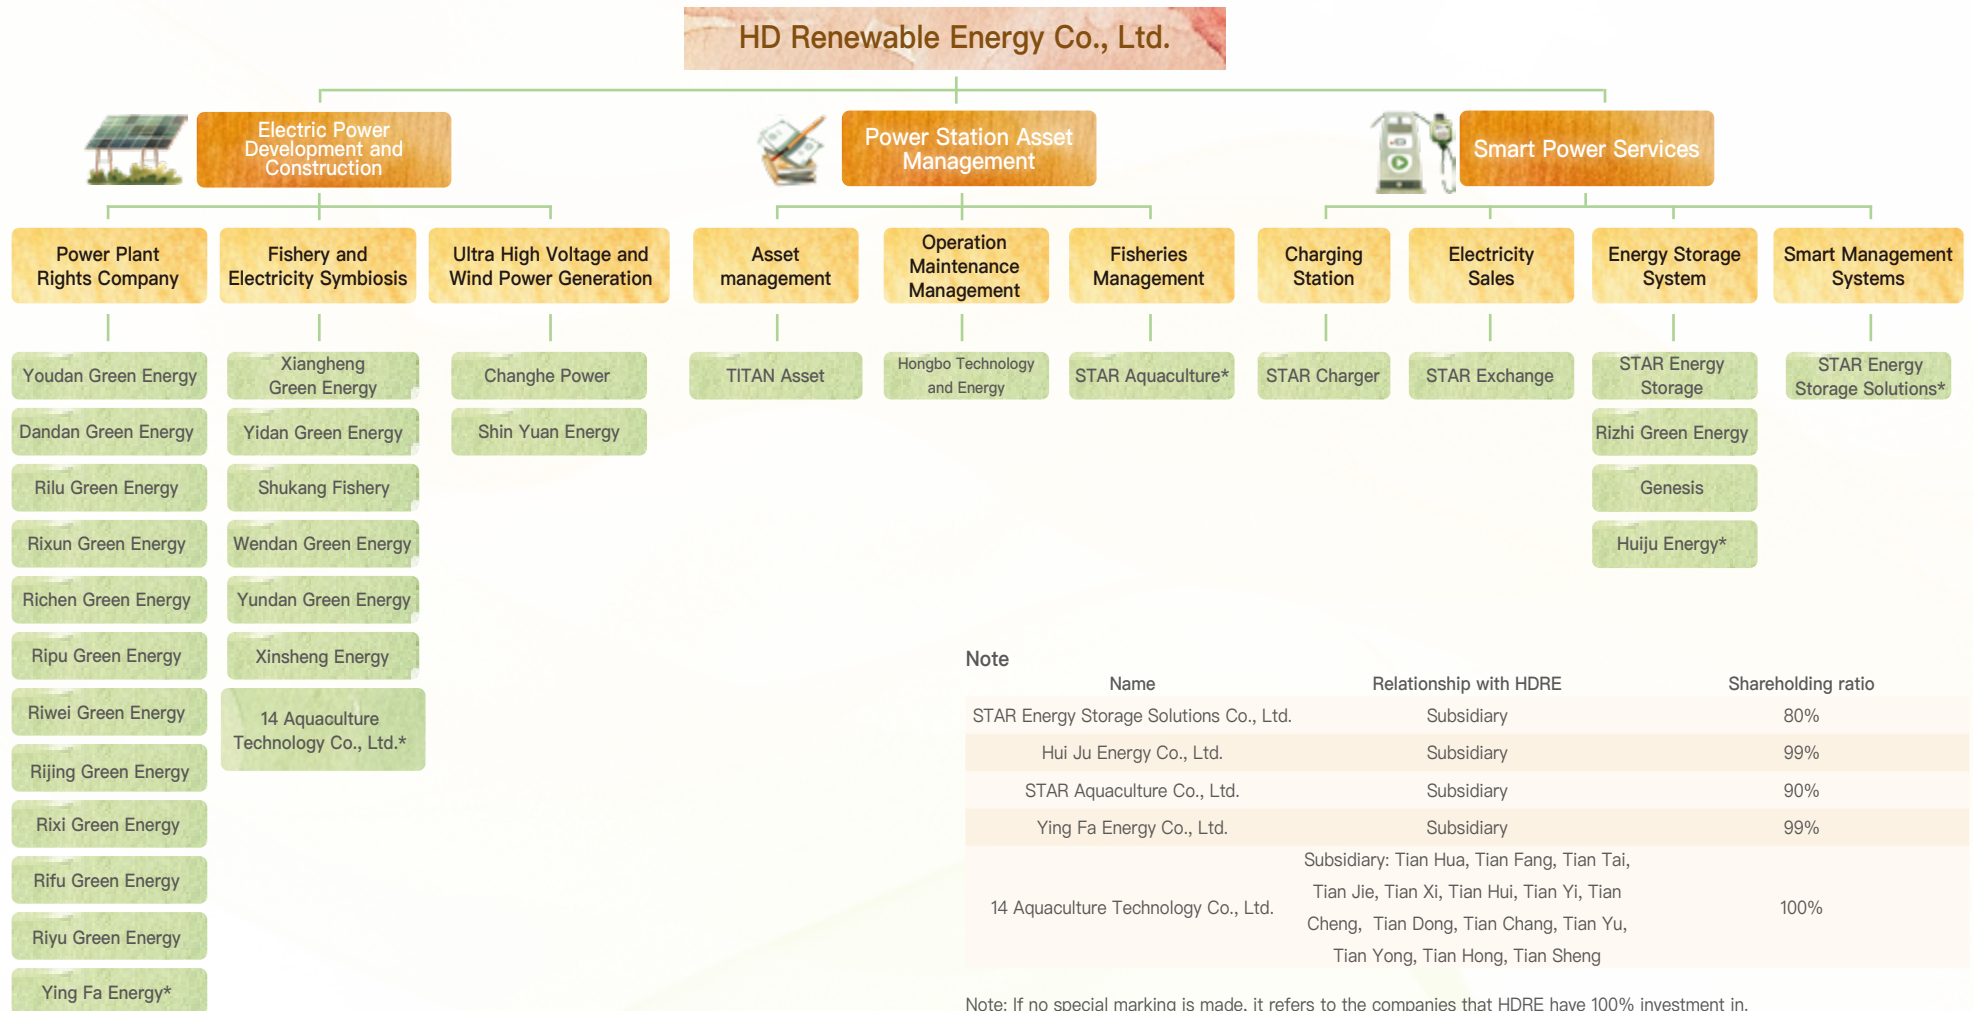 HD Renewable Energy Co., Ltd.
Electric Power
Development and
Construction
Power Station Asset
Management
Smart Power Services
Power Plant
Rights Company
Fishery and
Electricity Symbiosis
Ultra High Voltage and
Wind Power Generation
Asset
management
Operation
Maintenance
Management
Fisheries
Management
Charging
Station
Electricity
Sales
Energy Storage
System
Smart Management
Systems
Youdan Green Energy
Dandan Green Energy
Rilu Green Energy
Rixun Green Energy
Richen Green Energy
Ripu Green Energy
Riwei Green Energy
Rijing Green Energy
Rixi Green Energy
Rifu Green Energy
Riyu Green Energy
Ying Fa Energy*
Xiangheng
Green Energy
Yidan Green Energy
Shukang Fishery
Wendan Green Energy
Yundan Green Energy
Xinsheng Energy
14 Aquaculture
Technology Co., Ltd.*
Changhe Power
Shin Yuan Energy
TITAN Asset
Hongbo Technology
and Energy
STAR Aquaculture*
STAR Charger
STAR Exchange
STAR Energy
Storage
Rizhi Green Energy
Genesis
Huiju Energy*
STAR Energy
Storage Solutions*
Note
Name Relationship with HDRE Shareholding ratio
STAR Energy Storage Solutions Co., Ltd. Subsidiary 80%
Hui Ju Energy Co., Ltd. Subsidiary 99%
STAR Aquaculture Co., Ltd. Subsidiary 90%
Ying Fa Energy Co., Ltd. Subsidiary 99%
14 Aquaculture Technology Co., Ltd.
Subsidiary: Tian Hua, Tian Fang, Tian Tai,
Tian Jie, Tian Xi, Tian Hui, Tian Yi, Tian
Cheng, Tian Dong, Tian Chang, Tian Yu,
Tian Yong, Tian Hong, Tian Sheng
100%
Note: If no special marking is made, it refers to the companies that HDRE have 100% investment in.